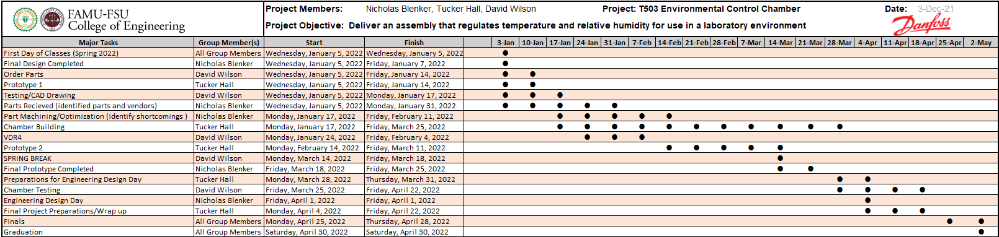 FAMU-FSU
College of Engineering
Project Members: Nicholas Blenker, Tucker Hall, David Wilson Project: T503 Environmental Control Chamber Date: 3-Dec-21
Project Objective: Deliver an assembly that regulates temperature and relative humidity for use in a laboratory environment
Danfoss
Major Tasks Group Member(s) Start Finish 3-Jan 10-Jan 17-Jan 24-Jan 31-Jan 7-Feb 14-Feb 21-Feb 28-Feb 7-Mar 14-Mar 21-Mar 28-Mar 4-Apr 11-Apr 18-Apr 25-Apr 2-May
First Day of Classes (Spring 2022) All Group Members Wednesday, January 5, 2022 Wednesday, January 5, 2022
Final Design Completed Nicholas Blenker Wednesday, January 5, 2022 Friday, January 7, 2022
Order Parts David Wilson Wednesday, January 5, 2022 Friday, January 14, 2022
Prototype 1 Tucker Hall Wednesday, January 5, 2022 Friday, January 14, 2022
Testing/CAD Drawing David Wilson Wednesday, January 5, 2022 Monday, January 17, 2022
Parts Recieved (identified parts and vendors) Nicholas Blenker Wednesday, January 5, 2022 Monday, January 31, 2022
Part Machining/Optimization (Identify shortcomings ) Nicholas Blenker Monday, January 17, 2022 Friday, February 11, 2022
Chamber Building Tucker Hall Monday, January 17, 2022 Friday, March 25, 2022
VDR4 David Wilson Monday, January 24, 2022 Friday, February 4, 2022
Prototype 2 Tucker Hall Monday, February 14, 2022 Friday, March 11, 2022
SPRING BREAK David Wilson Monday, March 14, 2022 Friday, March 18, 2022
Final Prototype Completed Nicholas Blenker Friday, March 18, 2022 Friday, March 25, 2022
Preparations for Engineering Design Day Tucker Hall Monday, March 28, 2022 Thursday, March 31, 2022
Chamber Testing David Wilson Friday, March 25, 2022 Friday, April 22, 2022
Engineering Design Day Nicholas Blenker Friday, April 1, 2022 Friday, April 1, 2022
Final Project Preparations/Wrap up Tucker Hall Monday, April 4, 2022 Friday, April 22, 2022
Finals All Group Members Monday, April 25, 2022 Thursday, April 28, 2022
Graduation All Group Members Saturday, April 30, 2022 Saturday, April 30, 2022